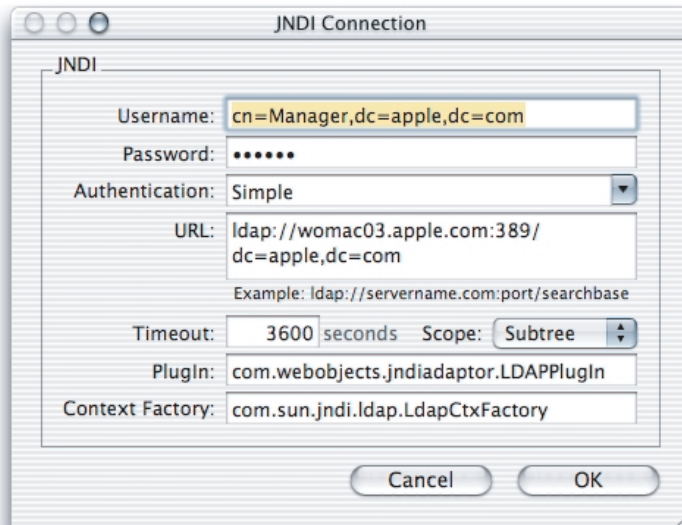 JNDI Connection
JNDI
Username: cn=Manager,dc=apple,dc=com
Password: ••••••
Authentication: Simple
URL: ldap://womac03.apple.com:389/
dc=apple,dc=com
Example: ldap://servername.com:port/searchbase
Timeout: 3600 seconds Scope: Subtree
PlugIn: com.webobjects.jndiadaptor.LDAPPlugIn
Context Factory: com.sun.jndi.ldap.LdapCtxFactory
Cancel OK